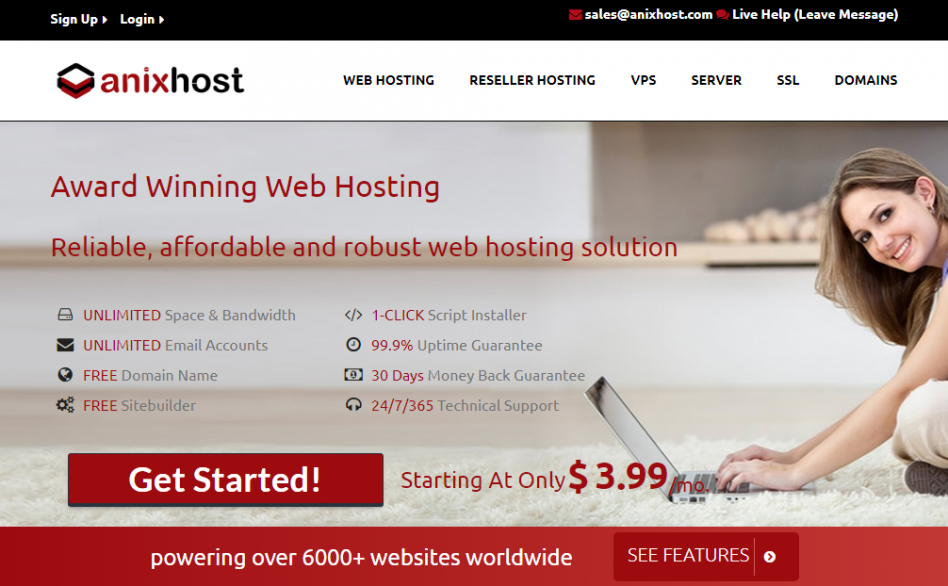 Sign Up Login
sales@anixhost.com Live Help (Leave Message)
anixhost
WEB HOSTING RESELLER HOSTING VPS SERVER SSL DOMAINS
Award Winning Web Hosting
Reliable, affordable and robust web hosting solution
UNLIMITED Space & Bandwidth
UNLIMITED Email Accounts
FREE Domain Name
FREE Sitebuilder
1-CLICK Script Installer
99.9% Uptime Guarantee
30 Days Money Back Guarantee
24/7/365 Technical Support
Get Started!
Starting At Only $ 3.99 /mo.
powering over 6000+ websites worldwide
SEE FEATURES